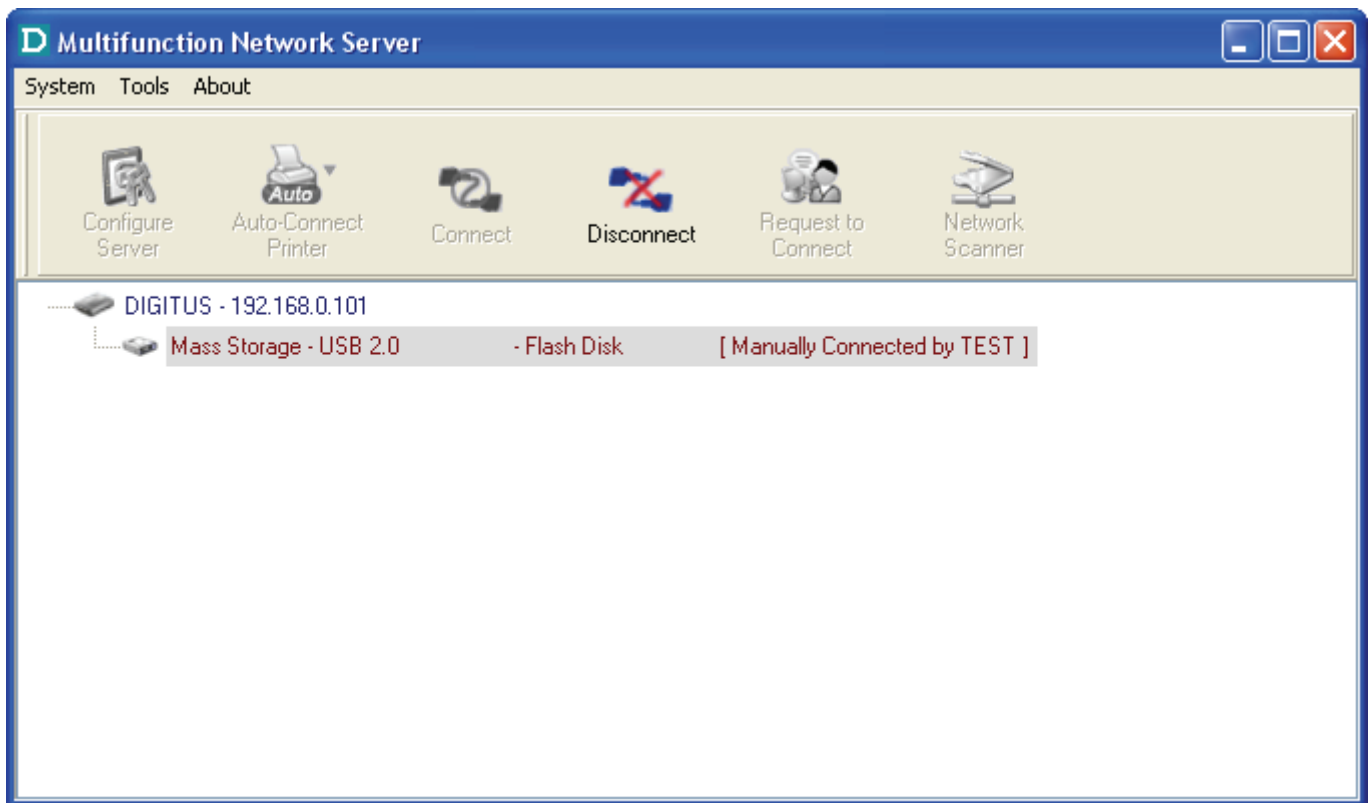 D Multifunction Network Server
System Tools About
Configure Server
Auto Auto-Connect Printer
Connect
Disconnect
Request to Connect
Network Scanner
DIGITUS - 192.168.0.101
Mass Storage - USB 2.0 - Flash Disk [ Manually Connected by TEST ]